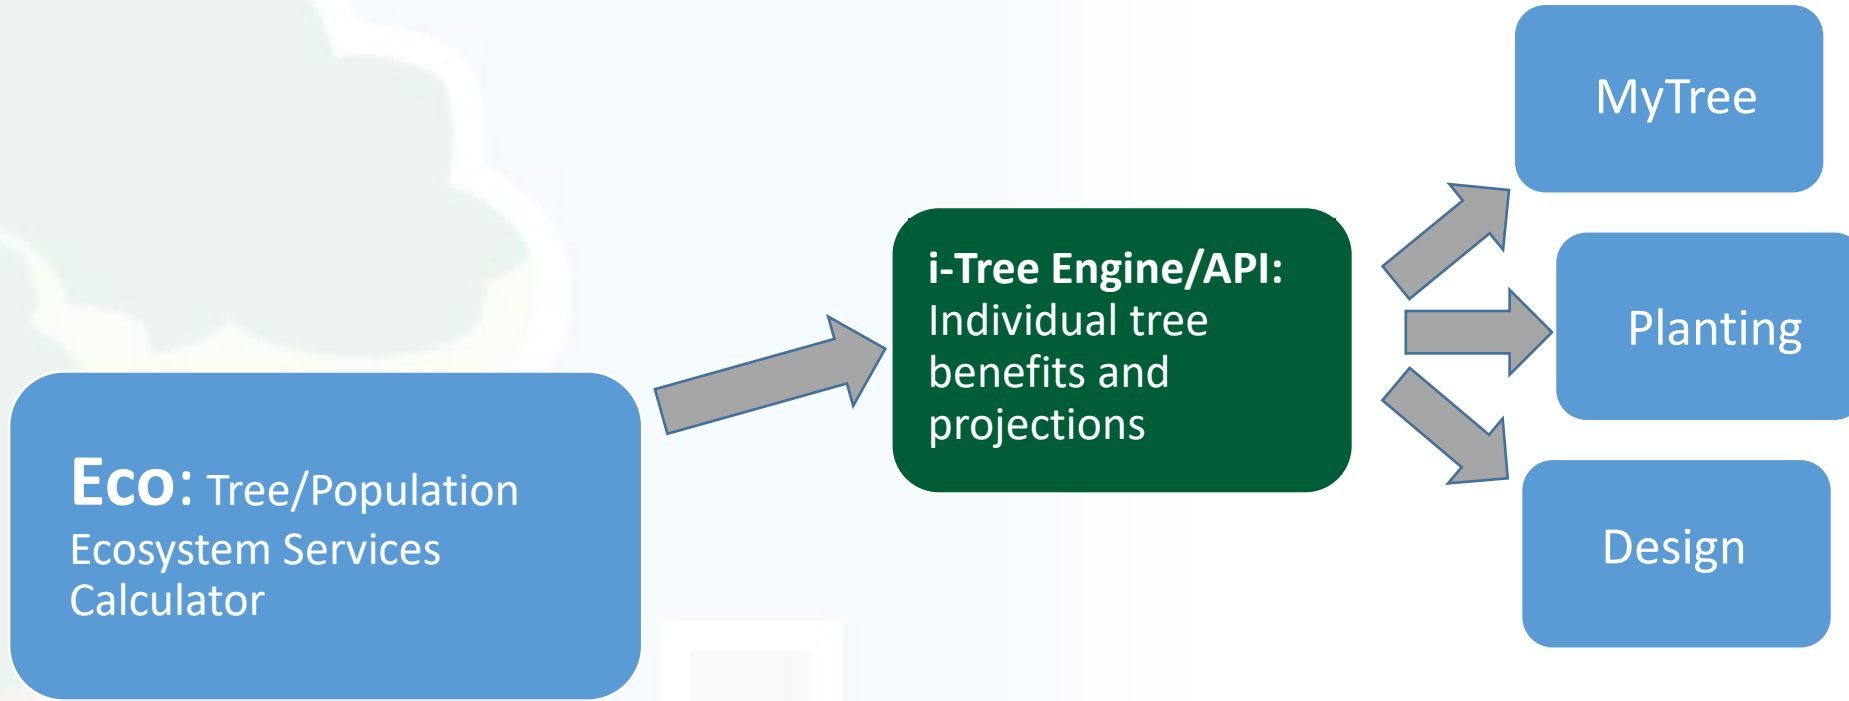 MyTree
i-Tree Engine/API:
Individual tree
benefits and
projections
Planting
Eco: Tree/Population
Ecosystem Services
Calculator
Design